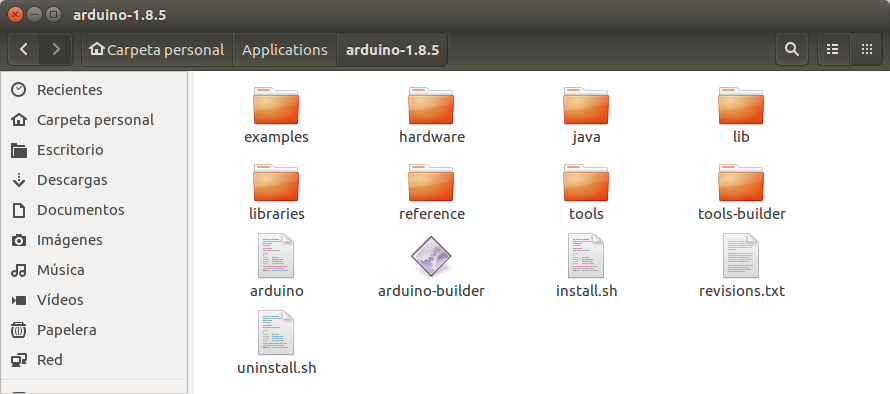 arduino-1.8.5
Carpeta personal Applications arduino-1.8.5
Recientes
Carpeta personal
Escritorio
Descargas
Documentos
Imágenes
Música
Vídeos
Papelera
Red
examples hardware java lib
libraries reference tools tools-builder
arduino arduino-builder install.sh revisions.txt
uninstall.sh